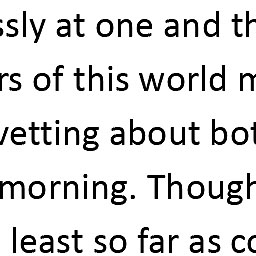 ssly at one and th
rs of this world m
vetting about bot
morning. Though
least so far as co